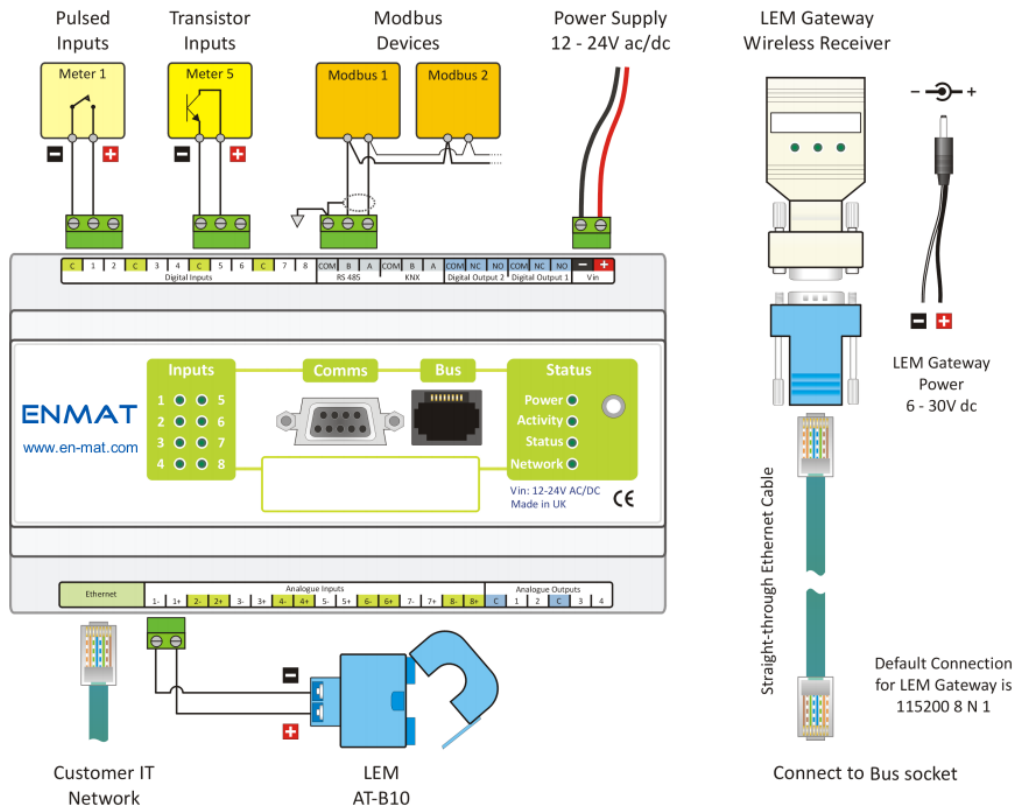 Pulsed
Inputs
Transistor
Inputs
Modbus
Devices
Power Supply
12 - 24V ac/dc
LEM Gateway
Wireless Receiver
Meter 1
Meter 5
Modbus 1
Modbus 2
- +
- +
- +
C 1 2 C 3 4 C 5 6 C 7 8 COM B A COM B A COM NC NO COM NC NO - +
Digital Inputs RS 485 KNX Digital Output 2 Digital Output 1 Vin
- +
LEM Gateway
Power
6 - 30V dc
Inputs Comms Bus Status
1 5
2 6
3 7
4 8
Power
Activity
Status
Network
ENMAT
www.en-mat.com
Vin: 12-24V AC/DC
Made in UK
CE
Ethernet
Analogue Inputs
Analogue Outputs
1- 1+ 2- 2+ 3- 3+ 4- 4+ 5- 5+ 6- 6+ 7- 7+ 8- 8+ C 1 2 C 3 4
-
+
Straight-through Ethernet Cable
Default Connection
for LEM Gateway is
115200 8 N 1
Customer IT
Network
LEM
AT-B10
Connect to Bus socket